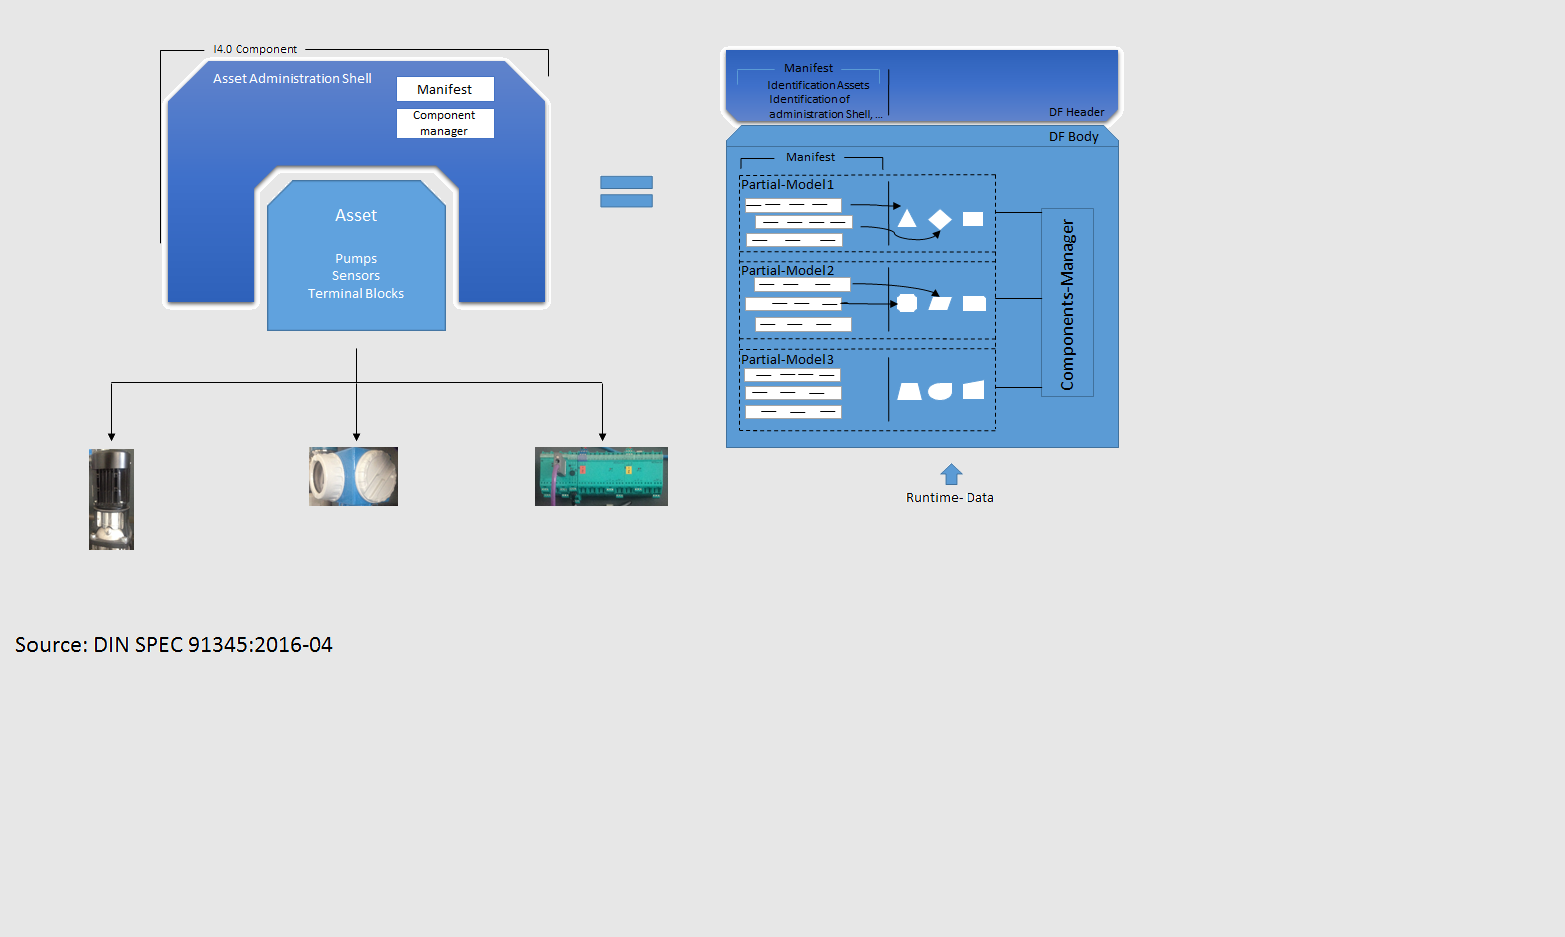 I4.0 Component
Asset Administration Shell
Manifest
Component
manager
Asset
Pumps
Sensors
Terminal Blocks
Manifest
Identification Assets
Identification of
administration Shell, ...
DF Header
DF Body
Manifest
Partial-Model1
Partial-Model2
Partial-Model3
Components-Manager
Runtime- Data
Source: DIN SPEC 91345:2016-04